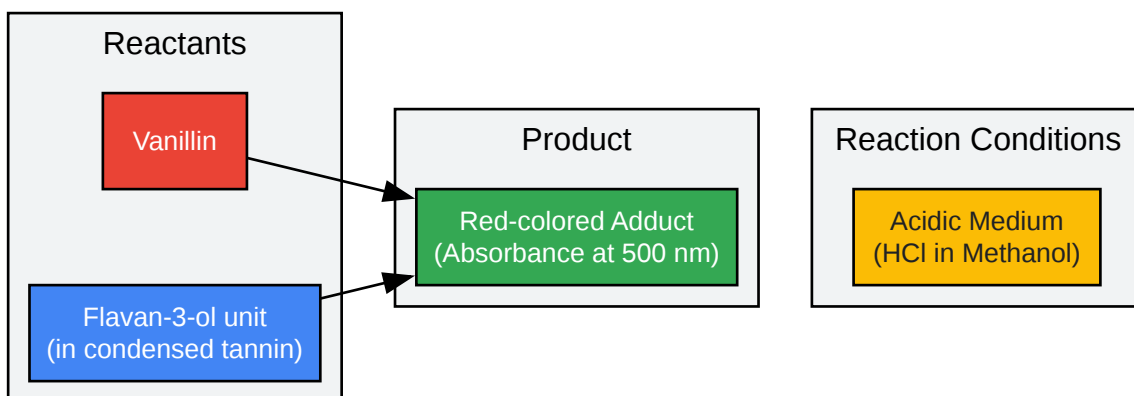 Reactants
Vanillin
Flavan-3-ol unit
(in condensed tannin)
Product
Red-colored Adduct
(Absorbance at 500 nm)
Reaction Conditions
Acidic Medium
(HCl in Methanol)